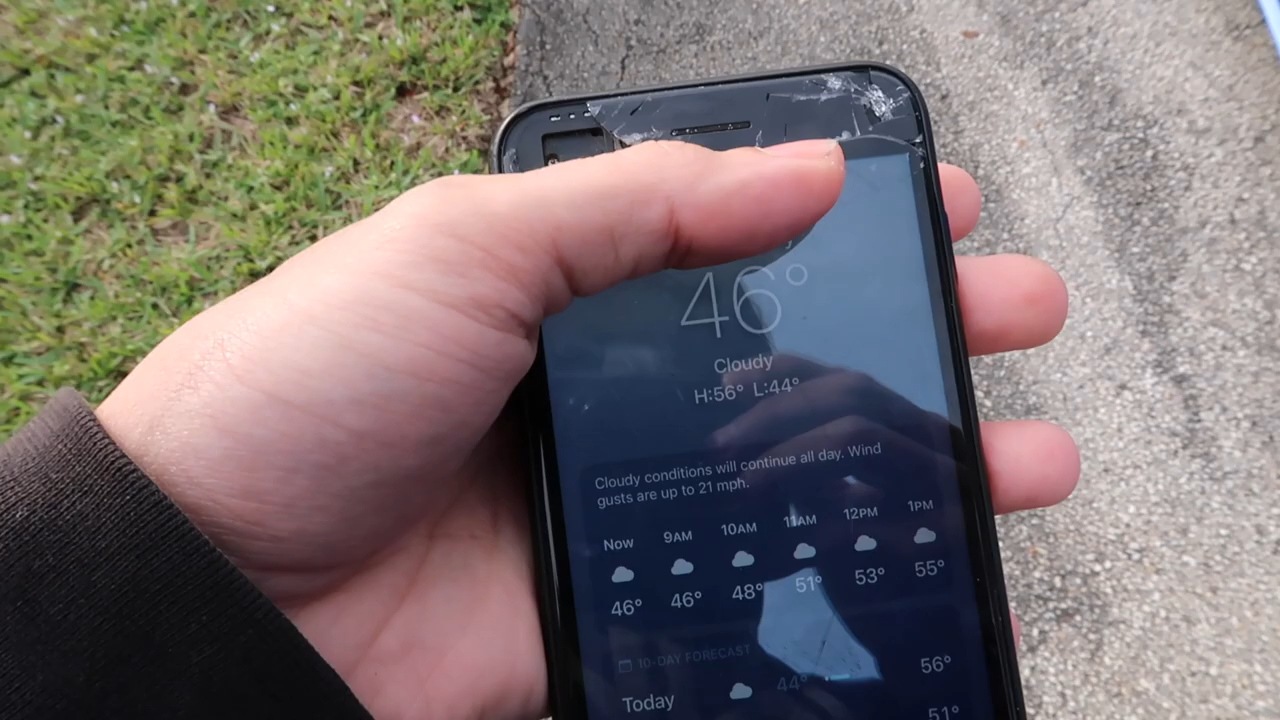 46°
Cloudy
H:56° L:44°
Cloudy conditions will continue all day. Wind
gusts are up to 21 mph.
Now 9AM 10AM 11AM 12PM 1PM
46° 46° 48° 51° 53° 55°
10-DAY FORECAST
Today 44° 56°
51°